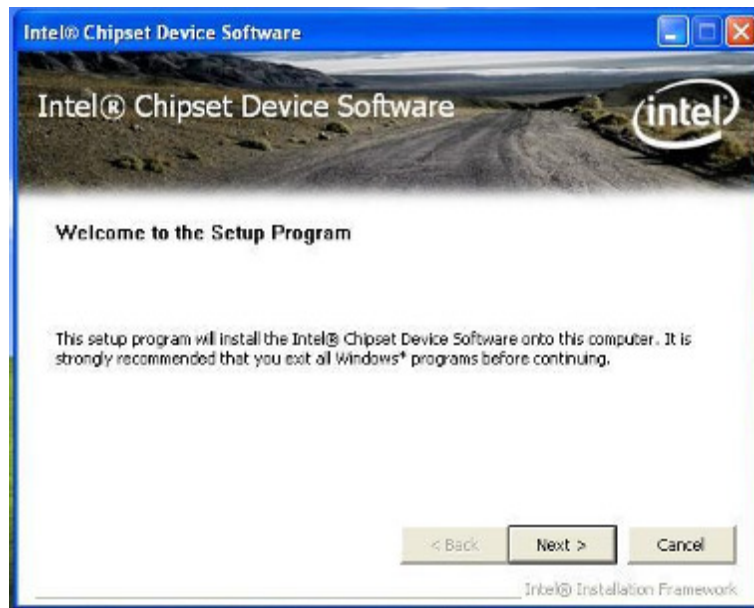 Intel® Chipset Device Software
Intel® Chipset Device Software
intel
Welcome to the Setup Program
This setup program will install the Intel® Chipset Device Software onto this computer. It is
strongly recommended that you exit all Windows* programs before continuing.
< Back Next > Cancel
Intel® Installation Framework